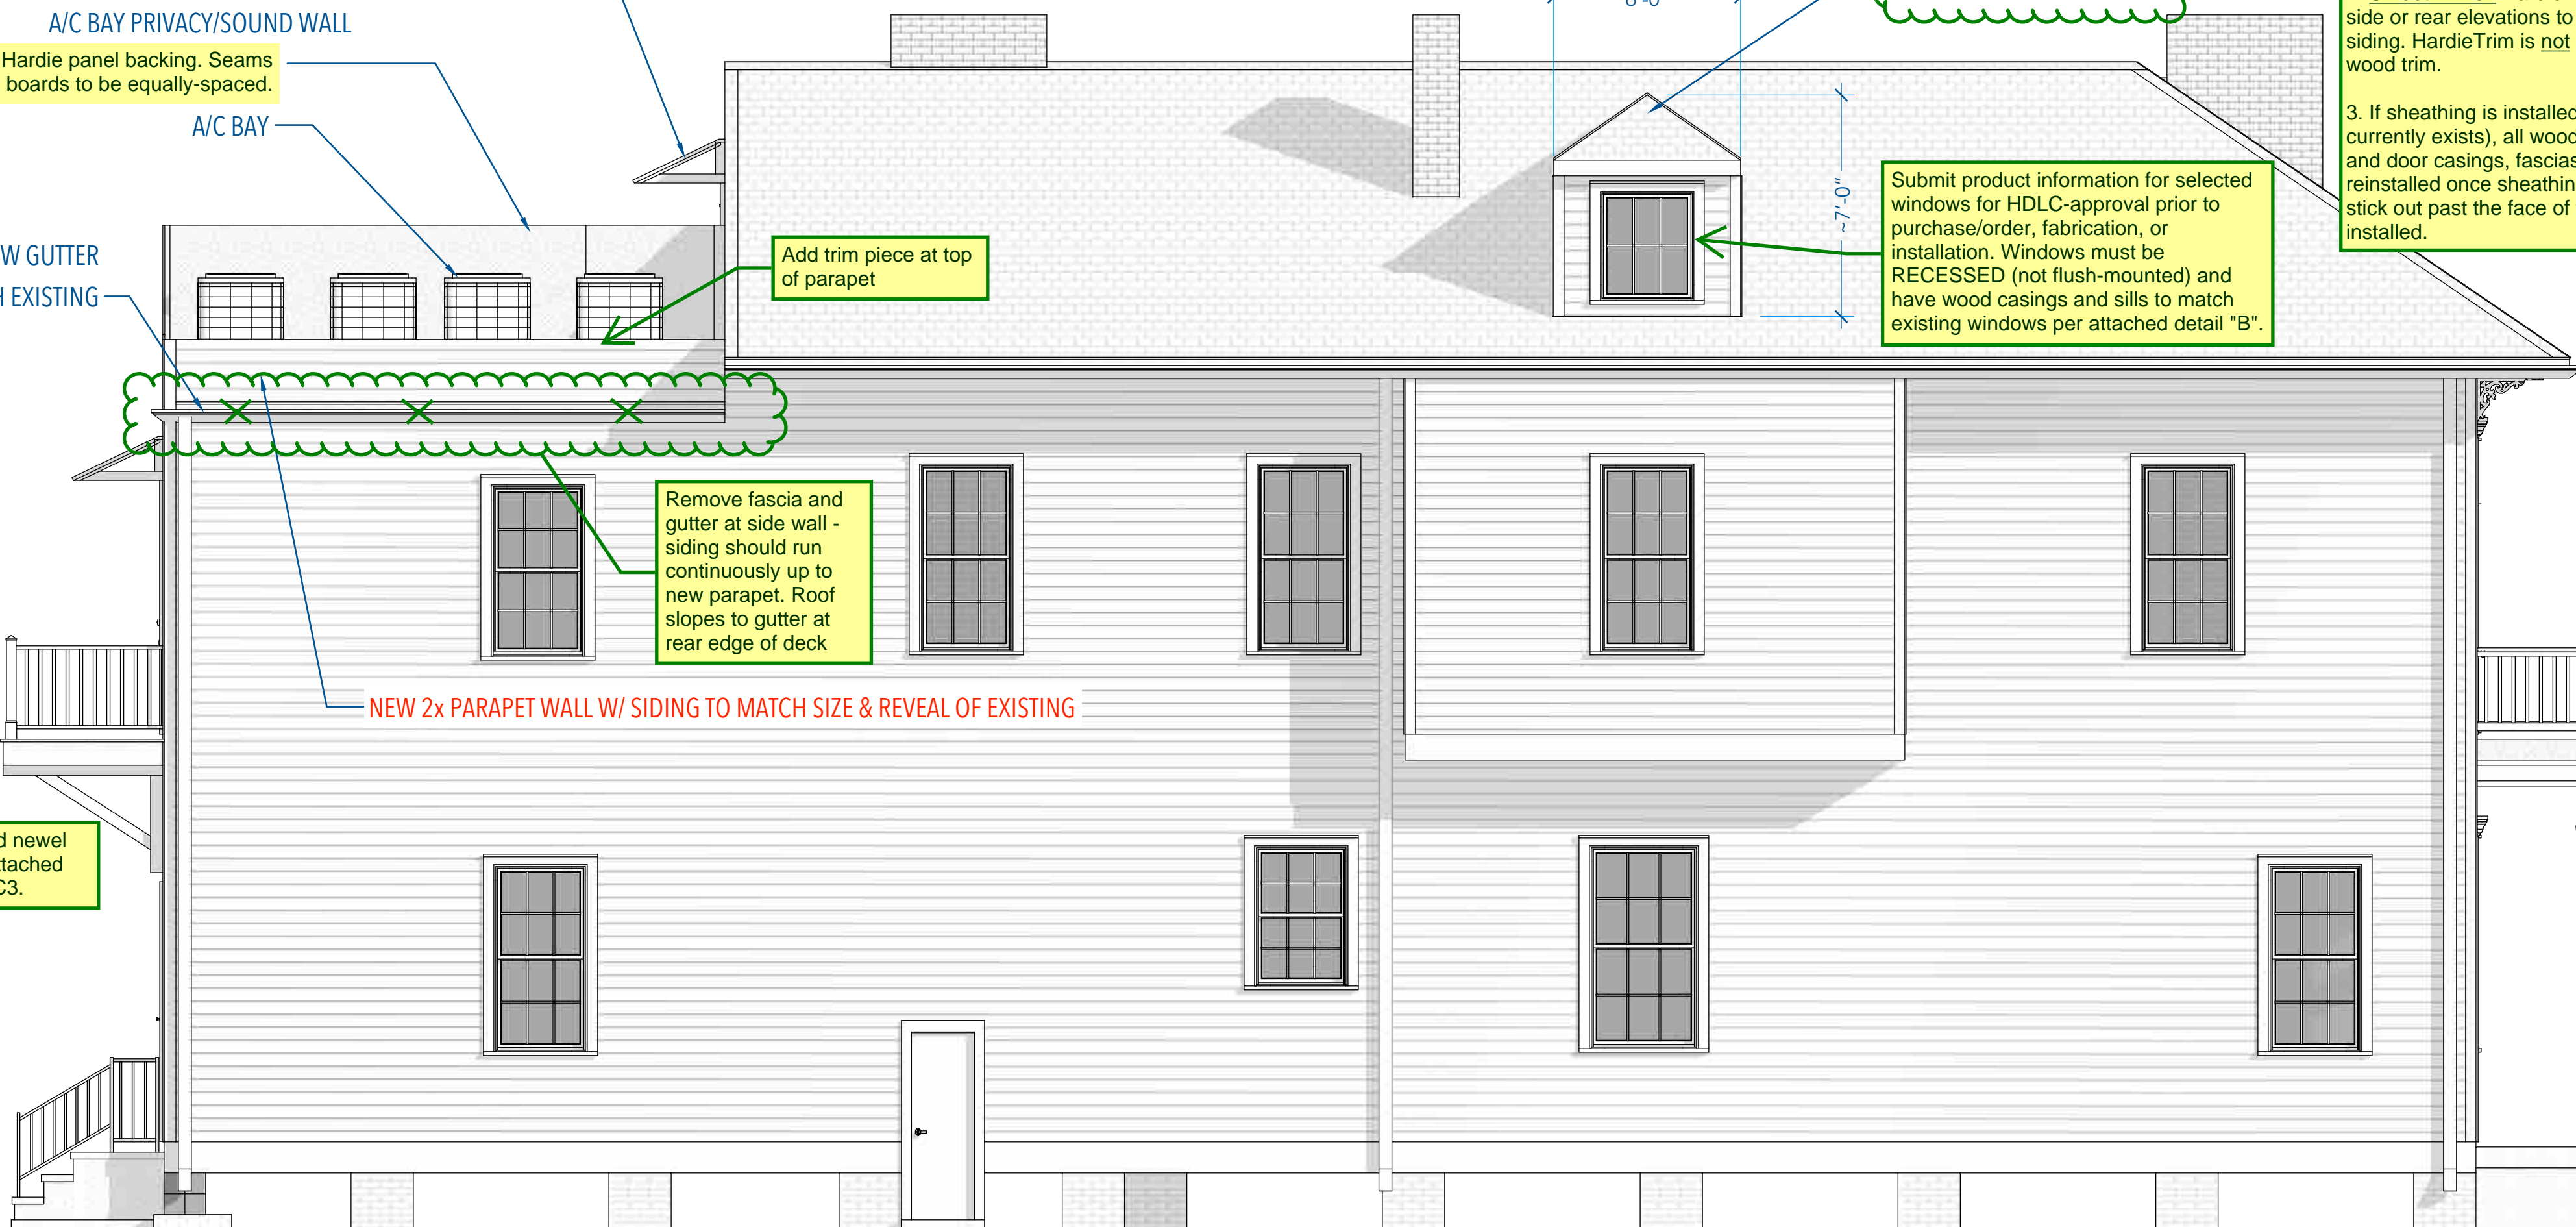 A/C BAY PRIVACY/SOUND WALL
Hardie panel backing. Seams
boards to be equally-spaced.
A/C BAY
GUTTER
EXISTING
Add trim piece at top
of parapet
~7'-0"
Submit product information for selected
windows for HDLC-approval prior to
purchase/order, fabrication, or
installation. Windows must be
RECESSED (not flush-mounted) and
have wood casings and sills to match
existing windows per attached detail "B".
side or rear elevations to
siding. HardieTrim is not
wood trim.
3. If sheathing is installed
currently exists), all wood
and door casings, fascias
reinstalled once sheathin
stick out past the face of
installed.
Remove fascia and
gutter at side wall -
siding should run
continuously up to
new parapet. Roof
slopes to gutter at
rear edge of deck
NEW 2x PARAPET WALL W/ SIDING TO MATCH SIZE & REVEAL OF EXISTING
d newel
ttached
C3.